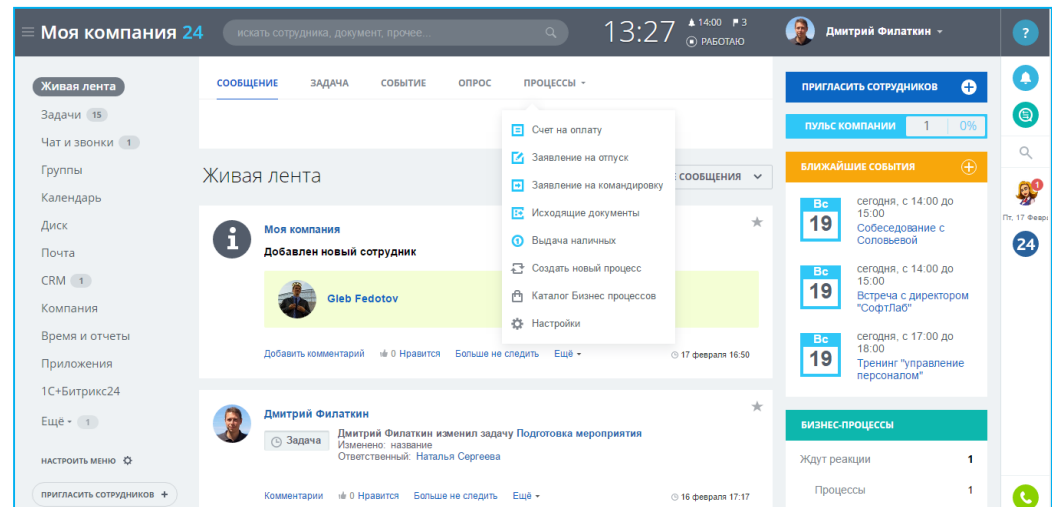 Моя компания 24
искать сотрудника, документ, прочее...
13:27
14:00 3
РАБОТАЮ
Дмитрий Филаткин
?
Живая лента
Задачи 15
Чат и звонки 1
Группы
Календарь
Диск
Почта
CRM 1
Компания
Время и отчеты
Приложения
1С+Битрикс24
Ещё 1
НАСТРОИТЬ МЕНЮ
ПРИГЛАСИТЬ СОТРУДНИКОВ +
СООБЩЕНИЕ ЗАДАЧА СОБЫТИЕ ОПРОС ПРОЦЕССЫ
Счет на оплату
Заявление на отпуск
Заявление на командировку
Исходящие документы
Выдача наличных
Создать новый процесс
Каталог Бизнес процессов
Настройки
Живая лента
СООБЩЕНИЯ
Моя компания
Добавлен новый сотрудник
Gleb Fedotov
Добавить комментарий 0 Нравится Больше не следить Ещё
17 февраля 16:50
Дмитрий Филаткин
Задача
Дмитрий Филаткин изменил задачу Подготовка мероприятия
Изменено: название
Ответственный: Наталья Сергеева
Комментарии 0 Нравится Больше не следить Ещё
16 февраля 17:17
ПРИГЛАСИТЬ СОТРУДНИКОВ
ПУЛЬС КОМПАНИИ 1 0%
БЛИЖАЙШИЕ СОБЫТИЯ
Вс
19
сегодня, с 14:00 до
15:00
Собеседование с
Соловьевой
Вс
19
сегодня, с 14:00 до
15:00
Встреча с директором
"СофтЛаб"
Вс
19
сегодня, с 17:00 до
18:00
Тренинг "управление
персоналом"
БИЗНЕС-ПРОЦЕССЫ
Ждут реакции 1
Процессы 1
1
Пт, 17 Февр
24